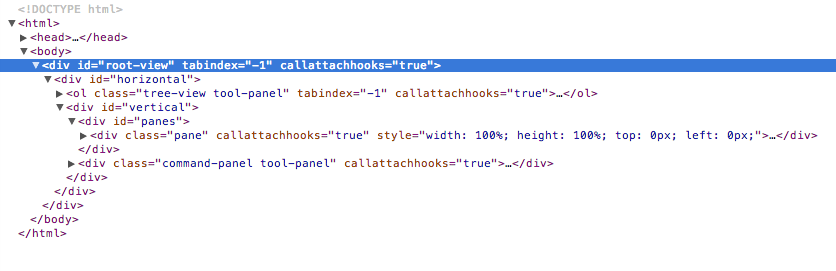 <!DOCTYPE html>
▼<html>
▶<head>…</head>
▼<body>
▼<div id="root-view" tabindex="-1" callattachhooks="true">
▼<div id="horizontal">
▶<ol class="tree-view tool-panel" tabindex="-1" callattachhooks="true">…</ol>
▼<div id="vertical">
▼<div id="panes">
▶<div class="pane" callattachhooks="true" style="width: 100%; height: 100%; top: 0px; left: 0px;">…</div>
</div>
▶<div class="command-panel tool-panel" callattachhooks="true">…</div>
</div>
</div>
</div>
</body>
</html>